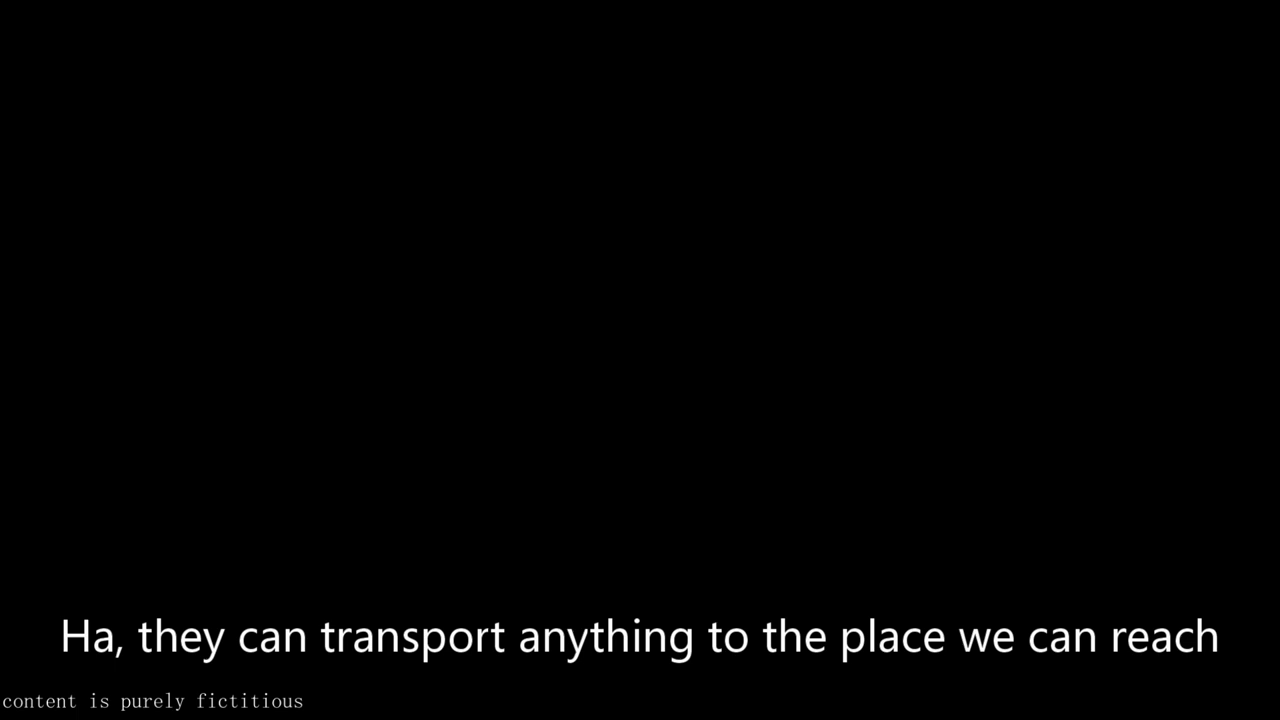 Ha, they can transport anything to the place we can reach
content is purely fictitious